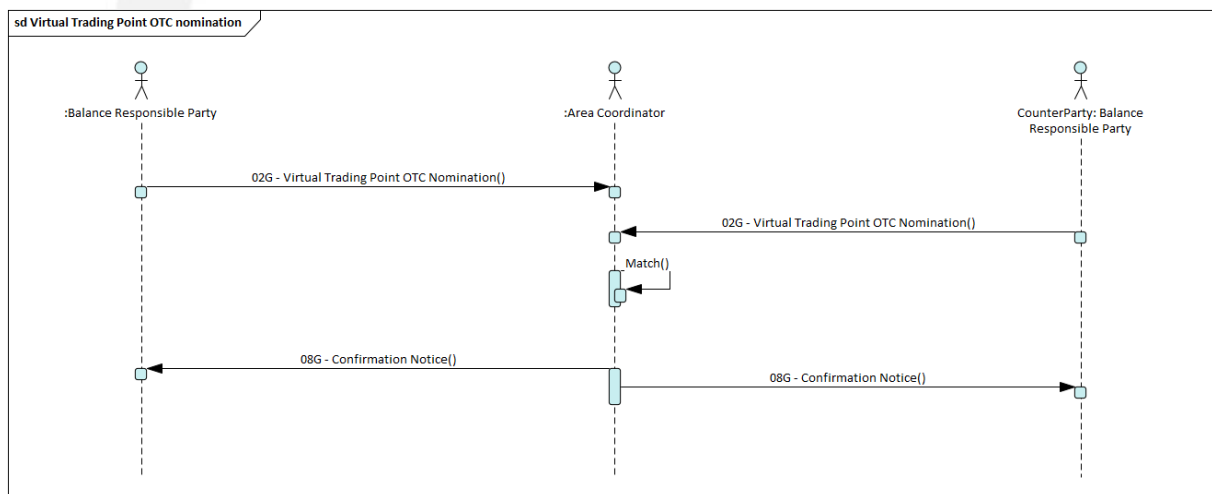 sd Virtual Trading Point OTC nomination
:Balance Responsible Party
:Area Coordinator
CounterParty: Balance
Responsible Party
02G - Virtual Trading Point OTC Nomination()
02G - Virtual Trading Point OTC Nomination()
Match()
08G - Confirmation Notice()
08G - Confirmation Notice()